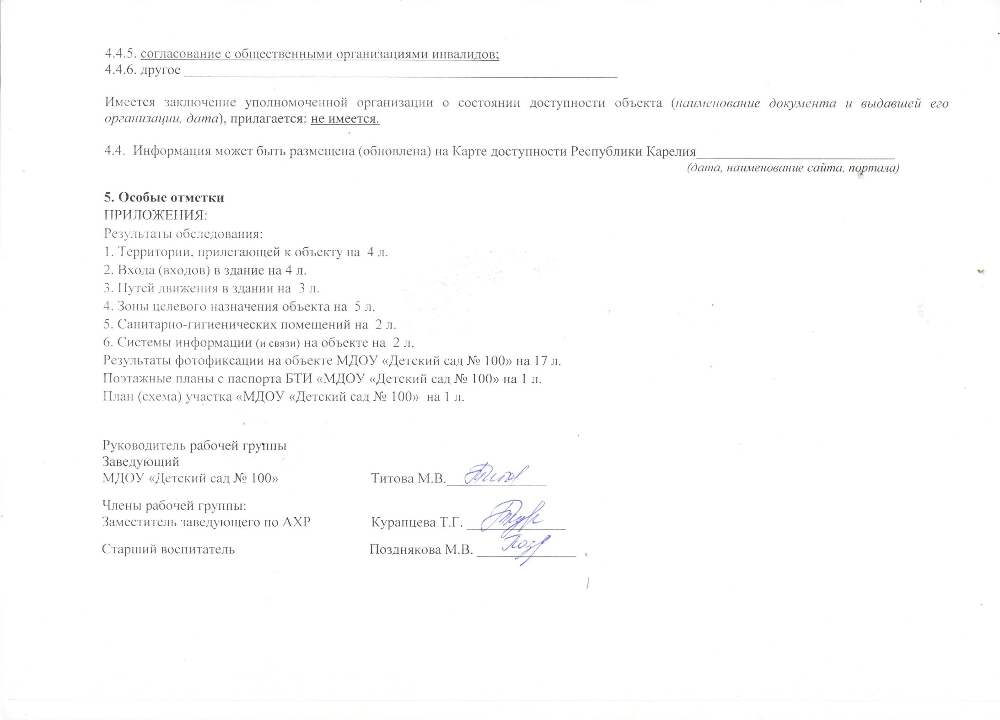 4.4.5. согласование с общественными организациями инвалидов;
4.4.6. другое ___
Имеется заключение уполномоченной организации о состоянии доступности объекта (наименование документа и выдавшей его
организации, дата), прилагается: не имеется.
4.4. Информация может быть размещена (обновлена) на Карте доступности Республики Карелия___
(дата, наименование сайта, портала)
5. Особые отметки
ПРИЛОЖЕНИЯ:
Результаты обследования:
1. Территории, прилегающей к объекту на 4 л.
2. Входа (входов) в здание на 4 л.
3. Путей движения в здании на 3 л.
4. Зоны целевого назначения объекта на 5 л.
5. Санитарно-гигиенических помещений на 2 л.
6. Системы информации (и связи) на объекте на 2 л.
Результаты фотофиксации на объекте МДОУ «Детский сад № 100» на 17 л.
Поэтажные планы с паспорта БТИ «МДОУ «Детский сад № 100» на 1 л.
План (схема) участка «МДОУ «Детский сад № 100» на 1 л.
Руководитель рабочей группы
Заведующий
МДОУ «Детский сад № 100» Титова М.В.___
Члены рабочей группы:
Заместитель заведующего по АХР Курапцева Т.Г. ___
Старший воспитатель Позднякова М.В. ___